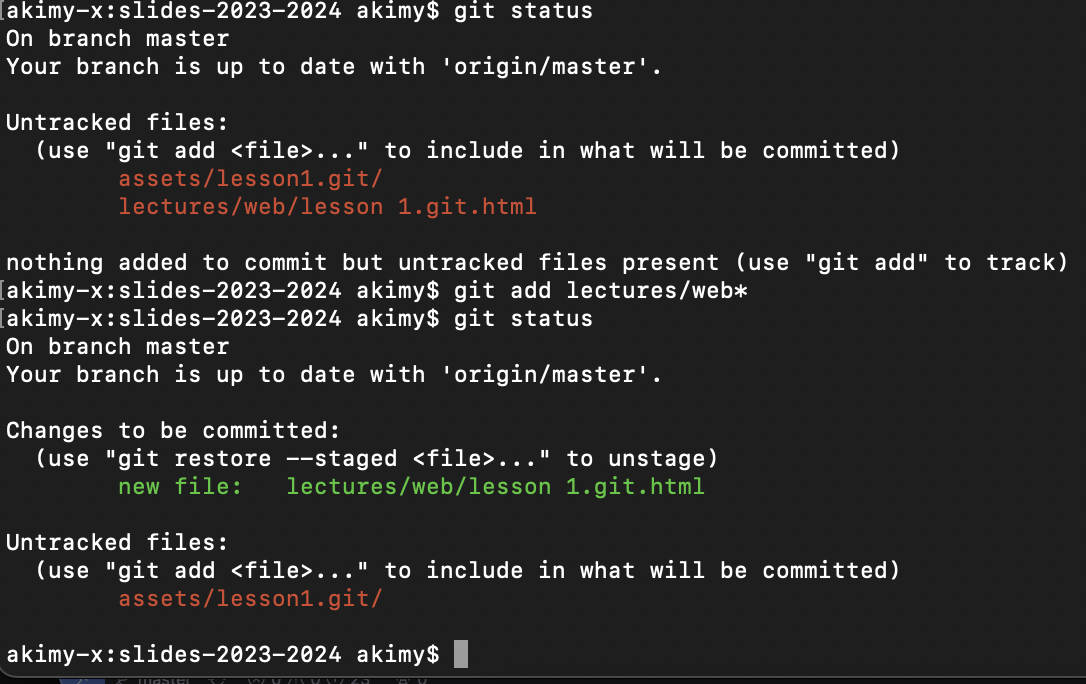 akimy-x:slides-2023-2024 akimy$ git status
On branch master
Your branch is up to date with 'origin/master'.
Untracked files:
(use "git add <file>..." to include in what will be committed)
assets/lesson1.git/
lectures/web/lesson 1.git.html
nothing added to commit but untracked files present (use "git add" to track)
akimy-x:slides-2023-2024 akimy$ git add lectures/web*
akimy-x:slides-2023-2024 akimy$ git status
On branch master
Your branch is up to date with 'origin/master'.
Changes to be committed:
(use "git restore --staged <file>..." to unstage)
new file:   lectures/web/lesson 1.git.html
Untracked files:
(use "git add <file>..." to include in what will be committed)
assets/lesson1.git/
akimy-x:slides-2023-2024 akimy$
master